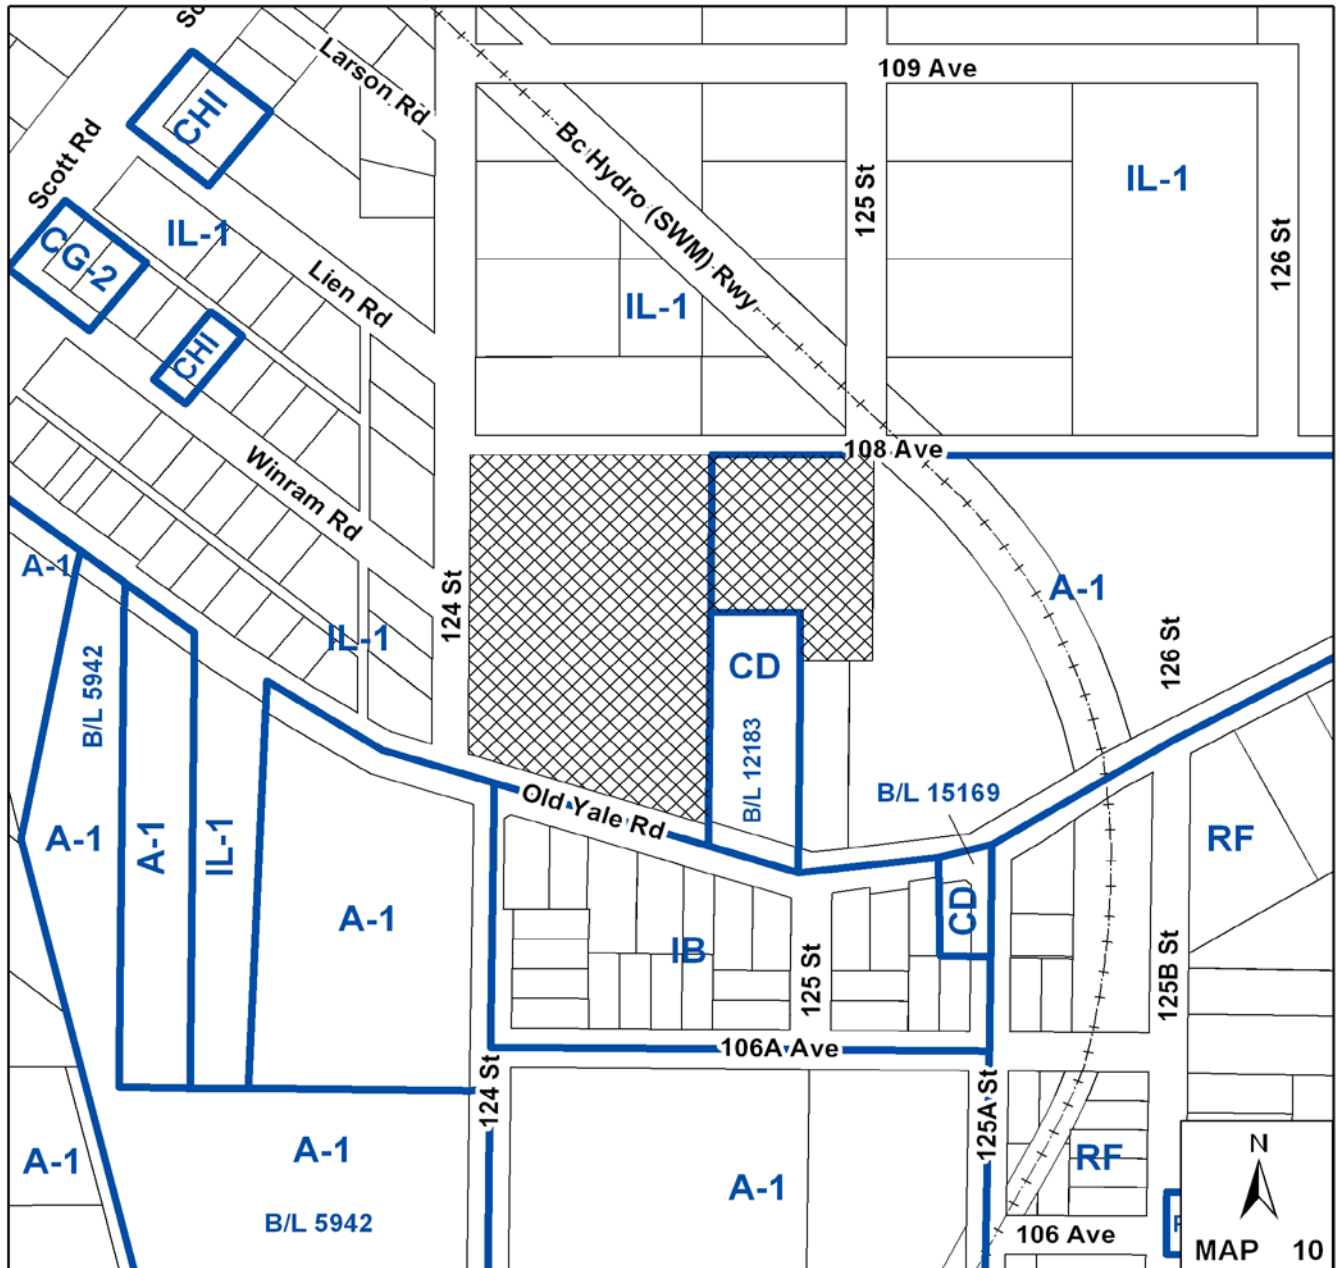 Sc
Larson Rd
109 Ave
CHI
Scott Rd
Bc Hydro (SWM) Rwy
125 St
IL-1
126 St
CG-2
IL-1
Lien Rd
IL-1
CHI
108 Ave
Winram Rd
A-1
124 St
A-1
IL-1
126 St
B/L 5942
CD
B/L 12183
B/L 15169
Old Yale Rd
A-1
A-1
IL-1
RF
A-1
CD
IB
125 St
125B St
106A Ave
124 St
125A St
A-1
A-1
A-1
RF
B/L 5942
106 Ave
N
MAP 10